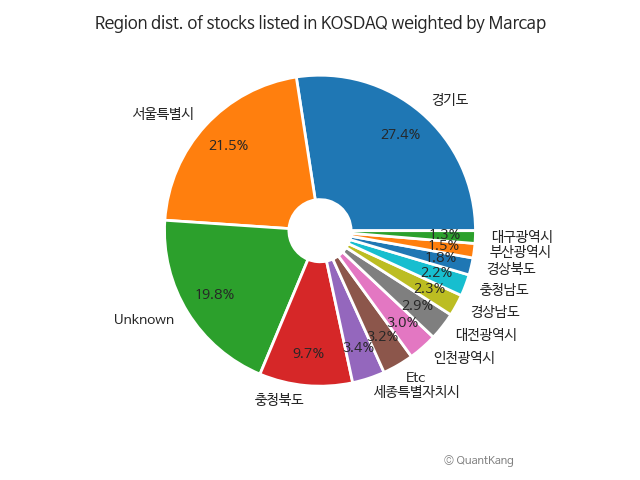 Region dist. of stocks listed in KOSDAQ weighted by Marcap
경기도
27.4%
서울특별시
21.5%
Unknown
19.8%
충청북도
9.7%
세종특별자치시
3.4%
Etc
3.2%
인천광역시
3.0%
대전광역시
2.9%
경상남도
2.3%
충청남도
2.2%
경상북도
1.8%
부산광역시
1.5%
대구광역시
1.3%
© QuantKang